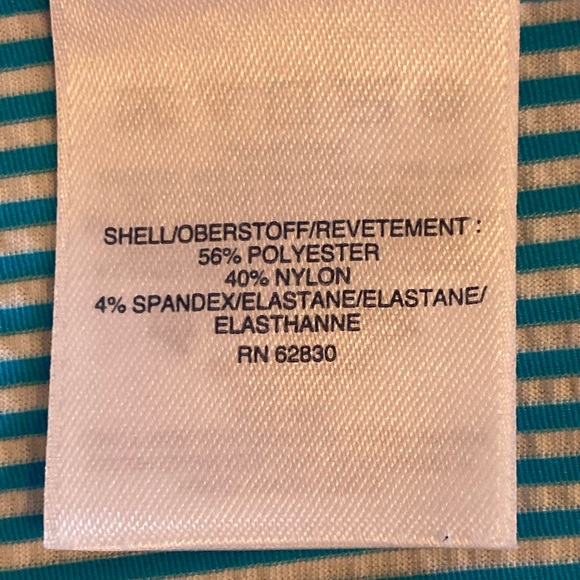 SHELL/OBERSTOFF/REVETEMENT :
56% POLYESTER
40% NYLON
4% SPANDEX/ELASTANE/ELASTANE/
ELASTHANNE
RN 62830